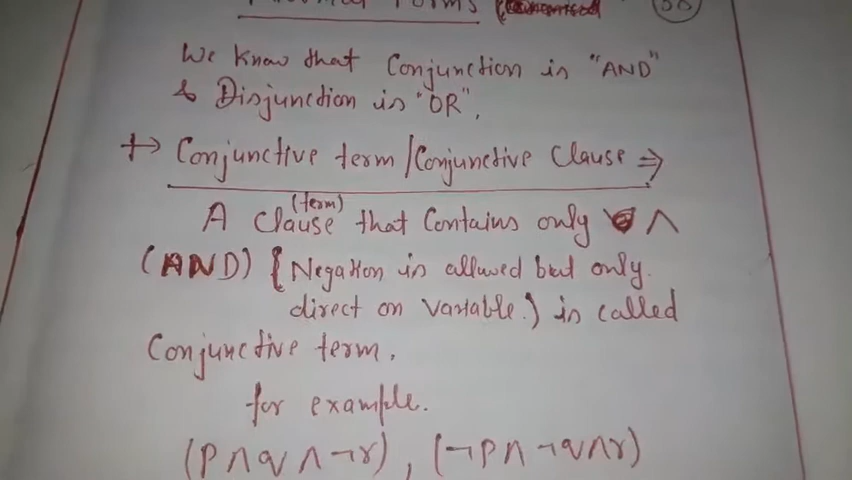 Forms
We know that Conjunction is "AND"
& Disjunction is "OR",
Conjunctive term/Conjunctive Clause ⇒
(term)
A Clause that Contains only ∧
(AND) {Negation is allowed but only
direct on Variable.) is called
Conjunctive term.
for example.
(p ∧ q ∧ ¬r), (¬p ∧ ¬q ∧ r)